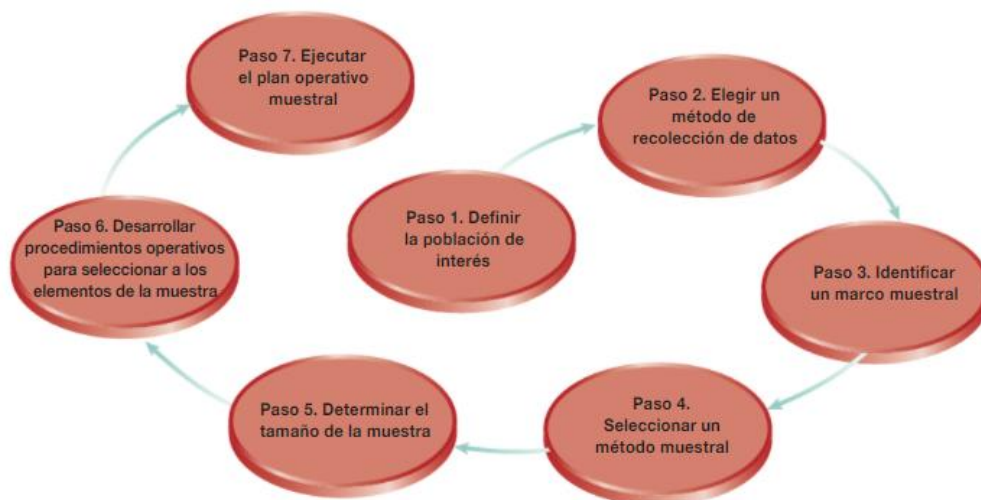 Paso 1. Definir
la población de
interés
Paso 2. Elegir un
método de
recolección de datos
Paso 3. Identificar
un marco muestral
Paso 4.
Seleccionar un
método muestral
Paso 5. Determinar el
tamaño de la muestra
Paso 6. Desarrollar
procedimientos operativos
para seleccionar a los
elementos de la muestra
Paso 7. Ejecutar
el plan operativo
muestral